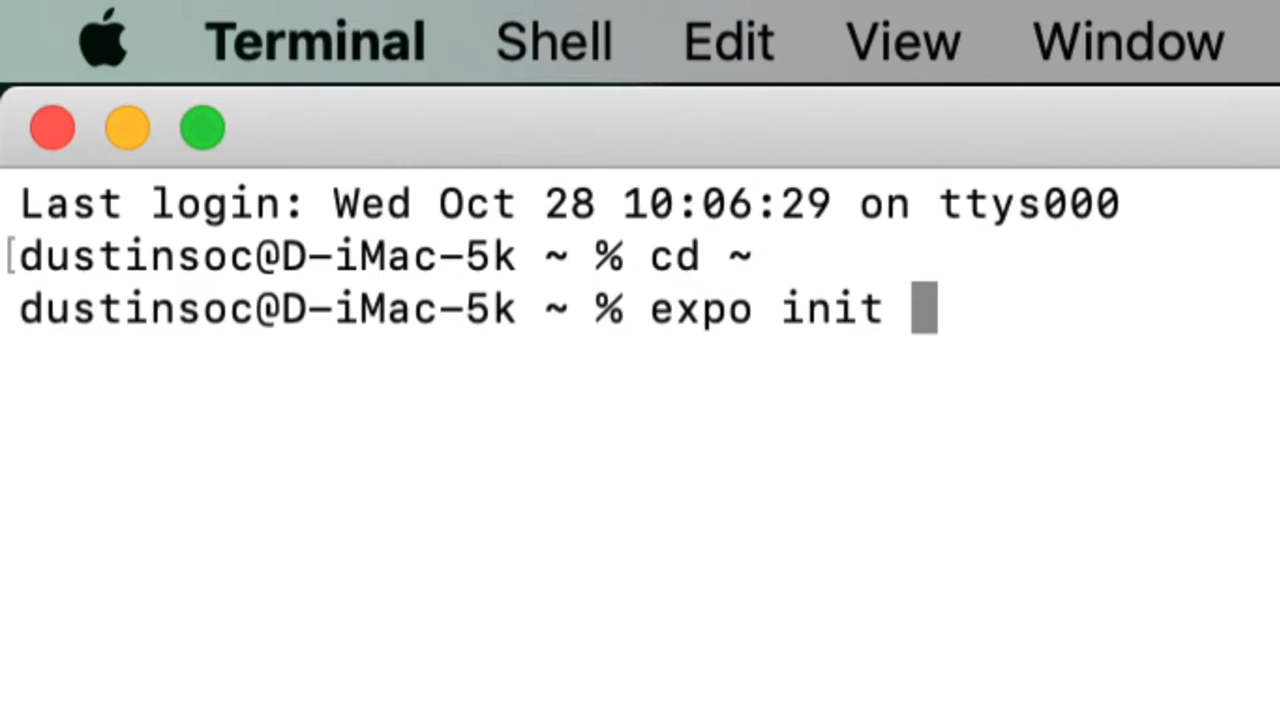 Terminal Shell Edit View Window
Last login: Wed Oct 28 10:06:29 on ttys000
[dustinsoc@D-iMac-5k ~ % cd ~
dustinsoc@D-iMac-5k ~ % expo init